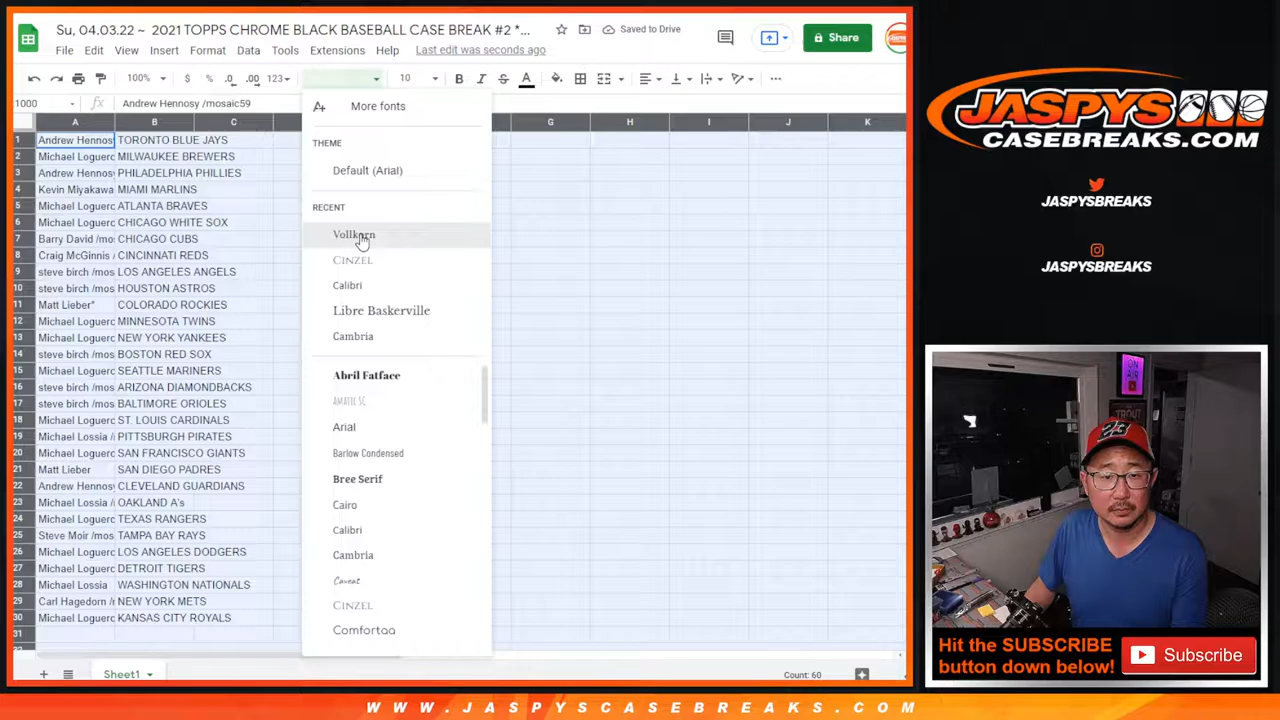 Su, 04.03.22 ~ 2021 TOPPS CHROME BLACK BASEBALL CASE BREAK #2 *...
Saved to Drive
Share
File Edit View Insert Format Data Tools Extensions Help Last edit was seconds ago
100% $ % .0 .00 123 10 B I S A
1000 fx Andrew Hennosy /mosaic59
A B C G H I J K
1 Andrew Hennos TORONTO BLUE JAYS
2 Michael Loguerc MILWAUKEE BREWERS
3 Andrew Hennosy PHILADELPHIA PHILLIES
4 Kevin Miyakawa MIAMI MARLINS
5 Michael Loguerc ATLANTA BRAVES
6 Michael Loguerc CHICAGO WHITE SOX
7 Barry David /mo CHICAGO CUBS
8 Craig McGinnis / CINCINNATI REDS
9 steve birch /mos LOS ANGELES ANGELS
10 steve birch /mos HOUSTON ASTROS
11 Matt Lieber* COLORADO ROCKIES
12 Michael Loguerc MINNESOTA TWINS
13 Michael Loguerc NEW YORK YANKEES
14 steve birch /mos BOSTON RED SOX
15 Michael Loguerc SEATTLE MARINERS
16 steve birch /mos ARIZONA DIAMONDBACKS
17 steve birch /mos BALTIMORE ORIOLES
18 Michael Loguerc ST. LOUIS CARDINALS
19 Michael Lossia /m PITTSBURGH PIRATES
20 Michael Loguerc SAN FRANCISCO GIANTS
21 Matt Lieber SAN DIEGO PADRES
22 Andrew Hennosy CLEVELAND GUARDIANS
23 Michael Lossia /m OAKLAND A's
24 Michael Loguerc TEXAS RANGERS
25 Steve Moir /mos TAMPA BAY RAYS
26 Michael Loguerc LOS ANGELES DODGERS
27 Michael Loguerc DETROIT TIGERS
28 Michael Lossia WASHINGTON NATIONALS
29 Carl Hagedorn /r NEW YORK METS
30 Michael Loguerc KANSAS CITY ROYALS
31
More fonts
THEME
Default (Arial)
RECENT
Vollkorn
CINZEL
Calibri
Libre Baskerville
Cambria
Abril Fatface
AMATIC SC
Arial
Barlow Condensed
Bree Serif
Cairo
Calibri
Cambria
Caveat
CINZEL
Comfortaa
Sheet1
Count: 60
JASPYS
CASEBREAKS.COM
JASPYSBREAKS
JASPYSBREAKS
ON AIR
TROUT
23
Hit the SUBSCRIBE
button down below!
Subscribe
WWW.JASPYSCASEBREAKS.COM